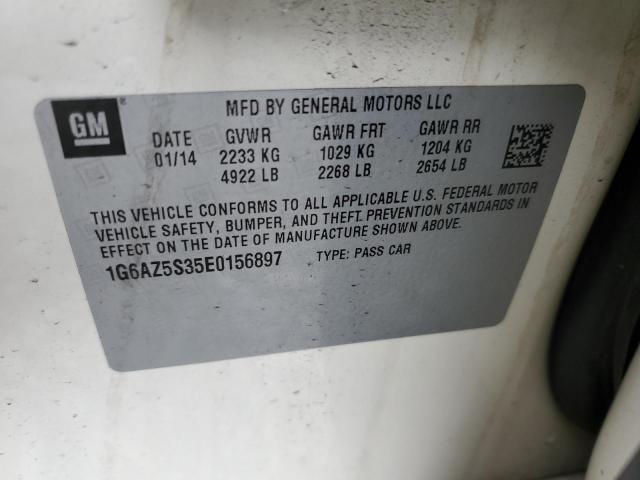 GM
MFD BY GENERAL MOTORS LLC
DATE GVWR GAWR FRT GAWR RR
01/14 2233 KG 1029 KG 1204 KG
4922 LB 2268 LB 2654 LB
THIS VEHICLE CONFORMS TO ALL APPLICABLE U.S. FEDERAL MOTOR
VEHICLE SAFETY, BUMPER, AND THEFT PREVENTION STANDARDS IN
EFFECT ON THE DATE OF MANUFACTURE SHOWN ABOVE.
1G6AZ5S35E0156897 TYPE: PASS CAR